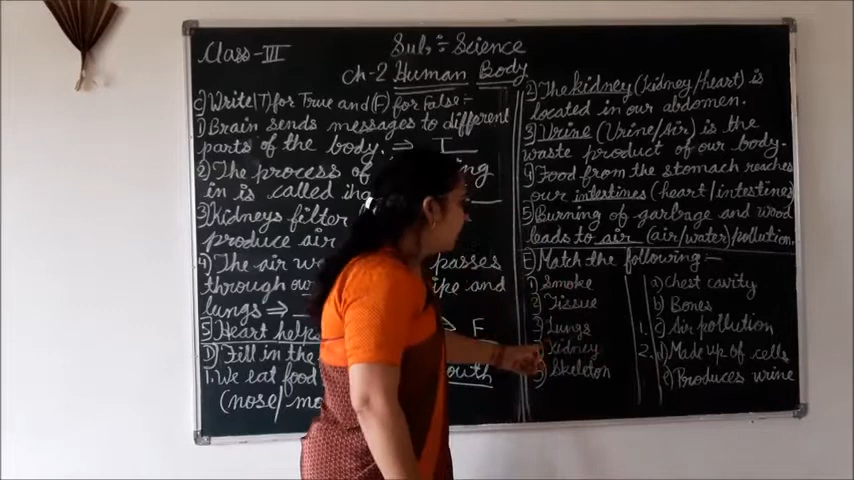 Class-VII
Sub:- Science
Ch-2 Human Body
Q) Write (T) for True and (F) for False :-
1) Brain sends messages to different
parts of the body. ⇒ T
2) The process of ing
in is called in
3) Kidneys filter
produce a
4) The air passes
through our pipe and
lungs ⇒
5) Heart F
Q) Fill in the
1. We eat food mouth
(nose/mo
2) The kidney (kidney/heart) is
located in our abdomen.
3) Urine (urine/air) is the
waste product of our body.
4) Food from the stomach reaches
our intestines (heart/intestines)
5) Burning of garbage and wood
leads to air (air/water) pollution.
Q) Match the following :-
1) Smoke a) Chest cavity
2) Tissue b) Bones
3) Lungs c) Air pollution
4) Kidney d) Made up of cells
5) Skeleton e) Produces urine